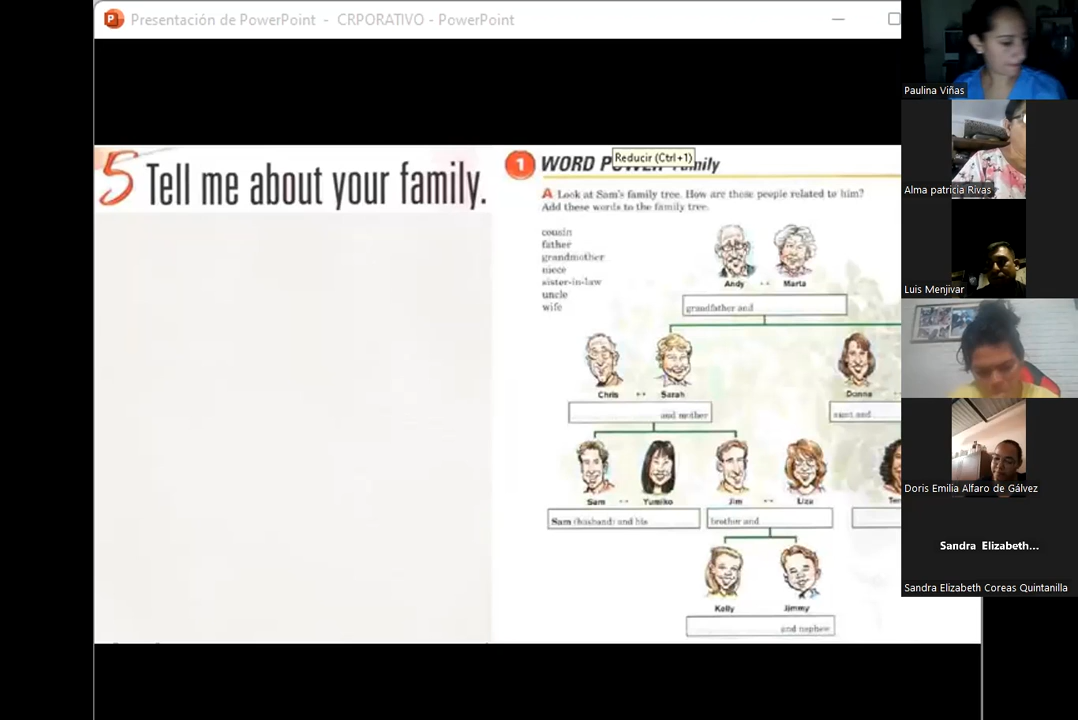 Presentación de PowerPoint - CRPORATIVO - PowerPoint
5 Tell me about your family.
1 WORD
Reducir (Ctrl+1)
A Look at Sam's family tree. How are these people related to him?
Add these words to the family tree.
cousin
father
grandmother
niece
sister-in-law
uncle
wife
Andy
Marta
grandfather and
Chris
Sarah
Donna
and mother
aunt and
Sam
Yumiko
Jim
Liza
Sam (husband) and his
brother and
Kelly
Jimmy
and nephew
Paulina Viñas
Alma patricia Rivas
Luis Menjivar
Doris Emilia Alfaro de Gálvez
Sandra Elizabeth...
Sandra Elizabeth Coreas Quintanilla